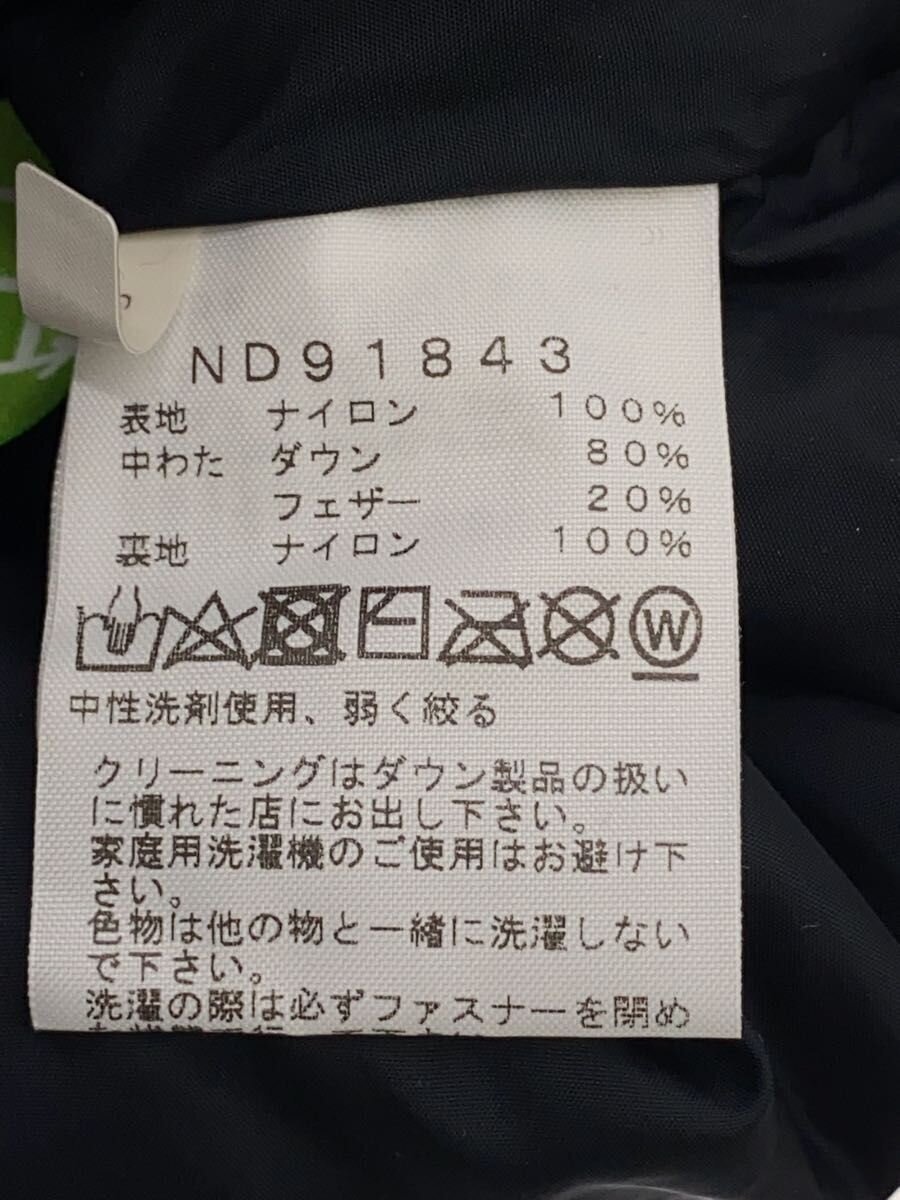 ND91843
表地 ナイロン 100%
中わた ダウン 80%
フェザー 20%
裏地 ナイロン 100%
W
中性洗剤使用、弱く絞る
クリーニングはダウン製品の扱い
に慣れた店にお出し下さい。
家庭用洗濯機のご使用はお避け下
さい。
色物は他の物と一緒に洗濯しない
で下さい。
洗濯の際は必ずファスナーを閉め